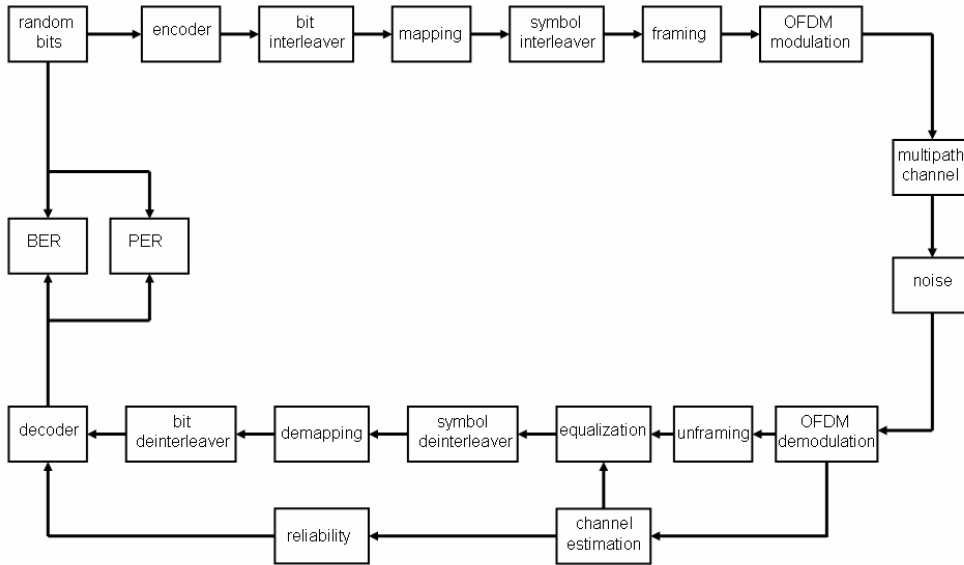 random
bits
encoder
bit
interleaver
mapping
symbol
interleaver
framing
OFDM
modulation
multipath
channel
BER
PER
noise
decoder
bit
deinterleaver
demapping
symbol
deinterleaver
equalization
unframing
OFDM
demodulation
reliability
channel
estimation